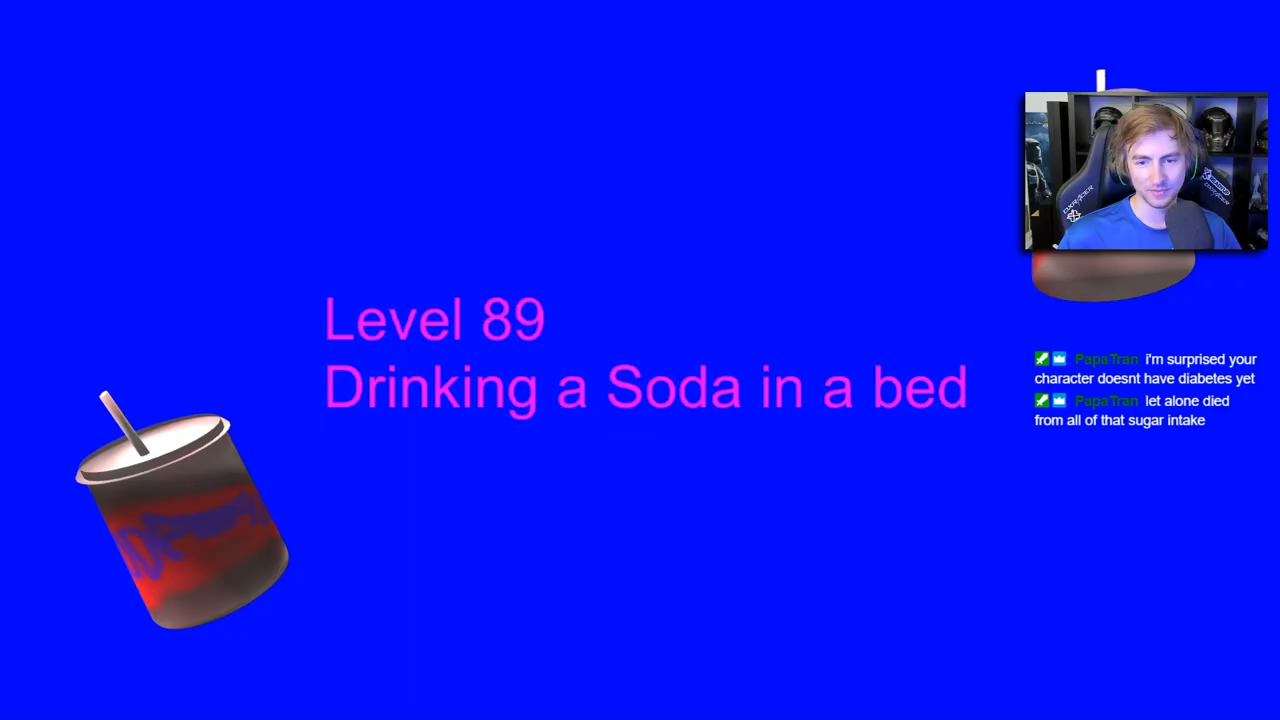 Level 89
Drinking a Soda in a bed
PapaTran i'm surprised your
character doesnt have diabetes yet
PapaTran let alone died
from all of that sugar intake